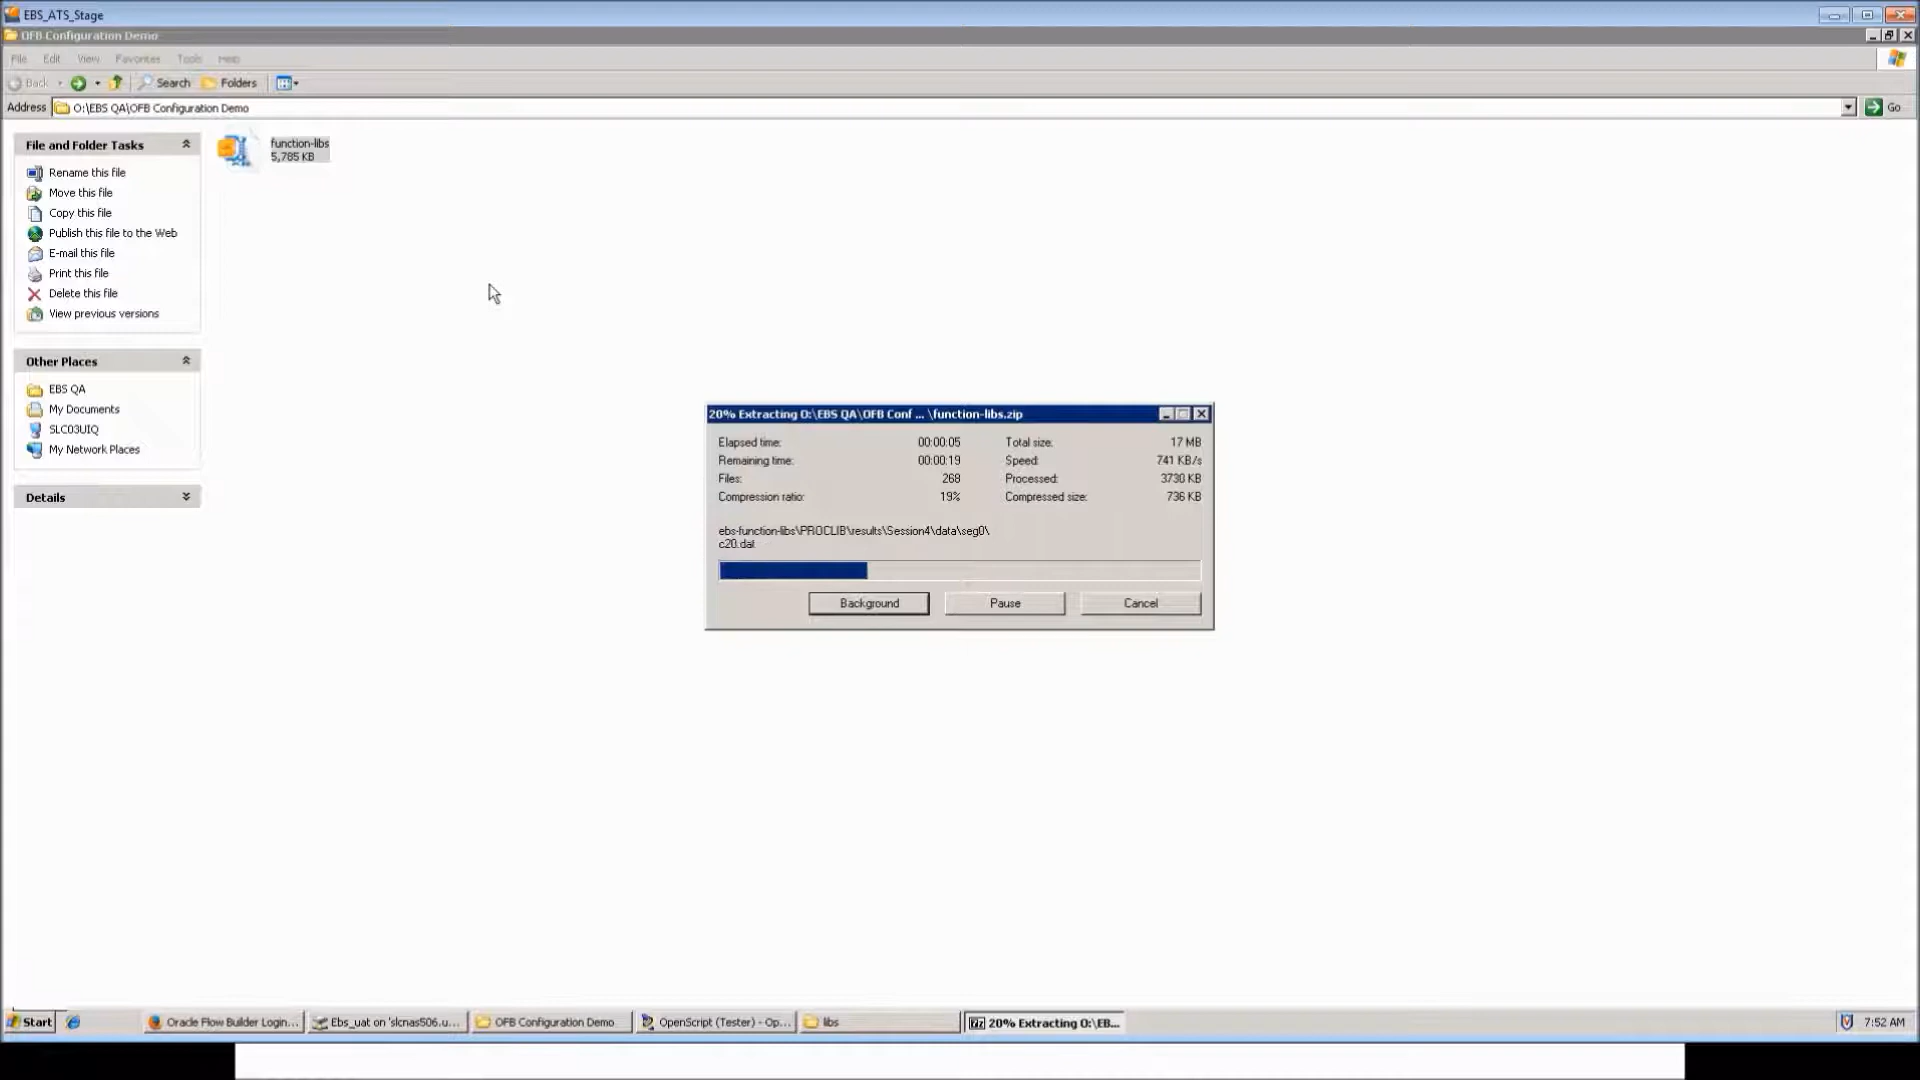 EBS_ATS_Stage
OFB Configuration Demo
File Edit View Favorites Tools Help
Back Search Folders
Address O:\EBS QA\OFB Configuration Demo Go
File and Folder Tasks
Rename this file
Move this file
Copy this file
Publish this file to the Web
E-mail this file
Print this file
Delete this file
View previous versions
Other Places
EBS QA
My Documents
SLC03UIQ
My Network Places
Details
function-libs
5,785 KB
20% Extracting O:\EBS QA\OFB Conf ... \function-libs.zip
Elapsed time: 00:00:05 Total size: 17 MB
Remaining time: 00:00:19 Speed: 741 KB/s
Files: 268 Processed: 3730 KB
Compression ratio: 19% Compressed size: 736 KB
ebs-function-libs\PROCLIB\results\Session4\data\seg0\
c20.dat
Background Pause Cancel
Start Oracle Flow Builder Login... Ebs_uat on 'slcnas506.u... OFB Configuration Demo OpenScript (Tester) - Op... libs 20% Extracting O:\EB... 7:52 AM